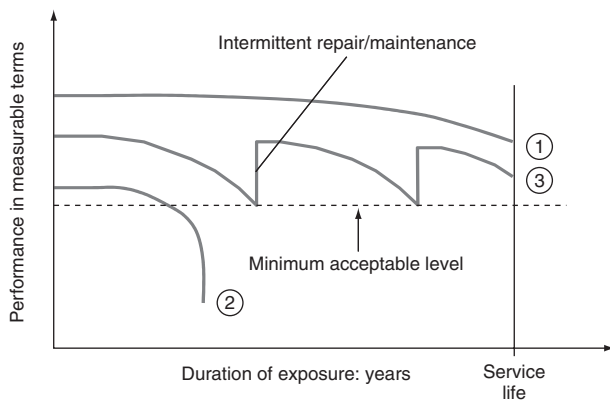 Performance in measurable terms
Intermittent repair/maintenance
1
3
Minimum acceptable level
2
Duration of exposure: years
Service
life